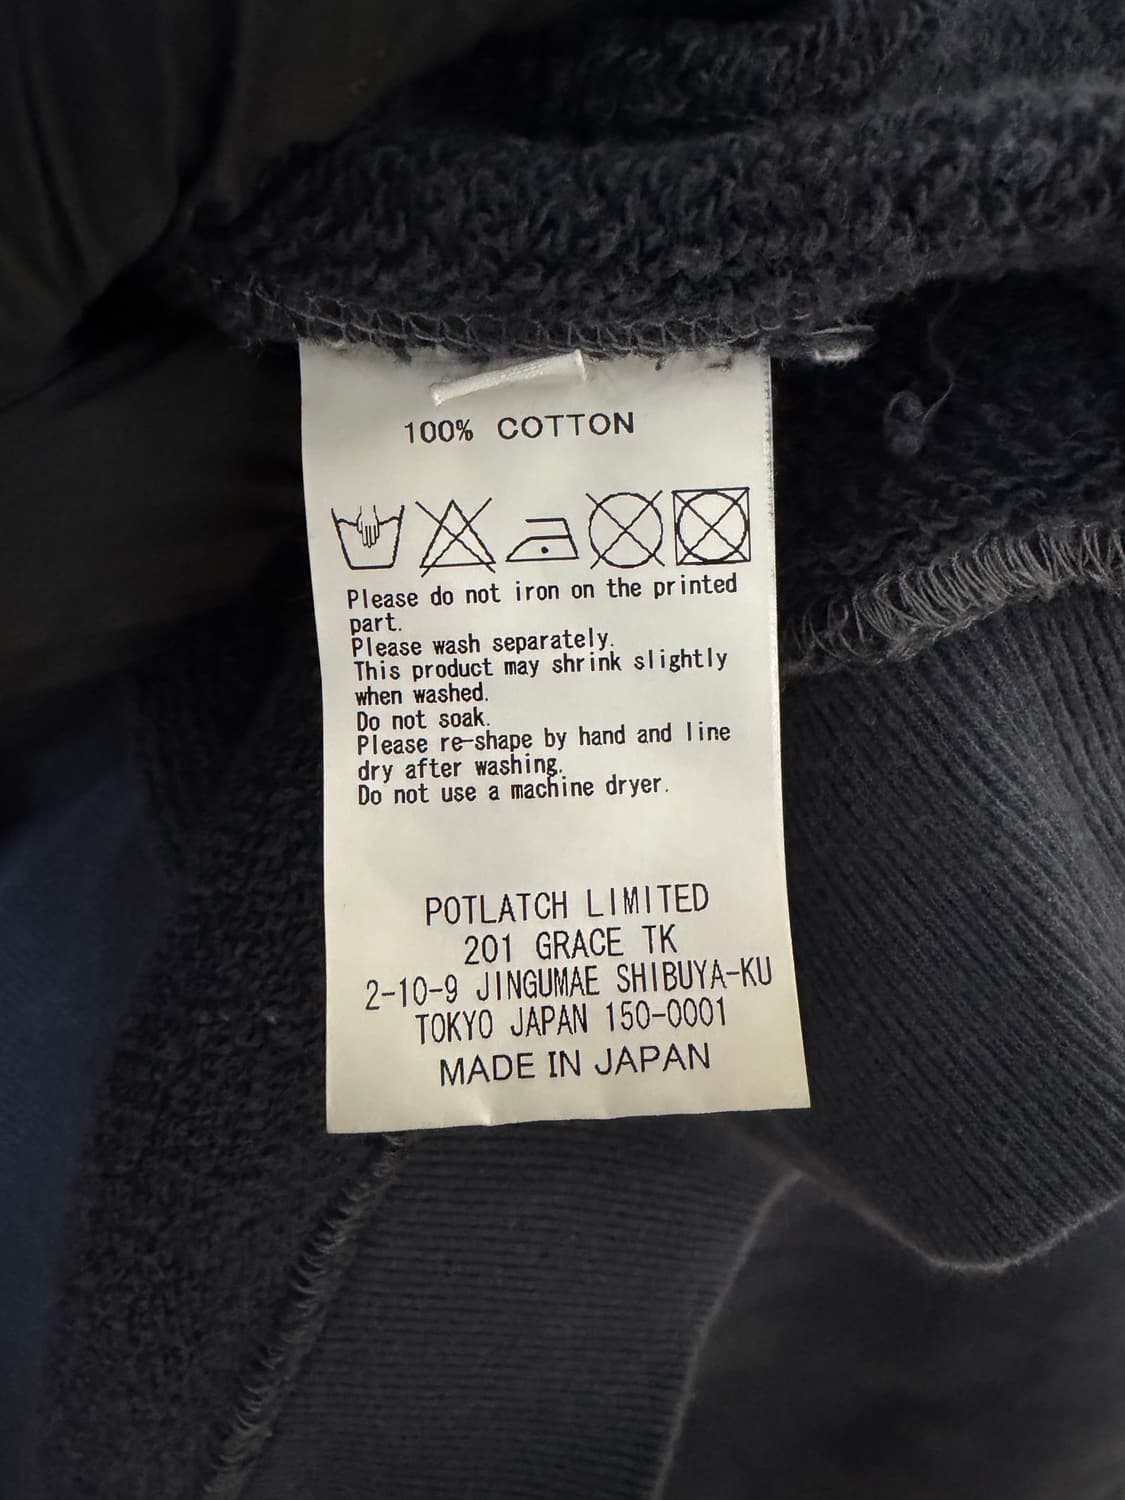 100% COTTON
Please do not iron on the printed
part.
Please wash separately.
This product may shrink slightly
when washed.
Do not soak.
Please re-shape by hand and line
dry after washing.
Do not use a machine dryer.
POTLATCH LIMITED
201 GRACE TK
2-10-9 JINGUMAE SHIBUYA-KU
TOKYO JAPAN 150-0001
MADE IN JAPAN